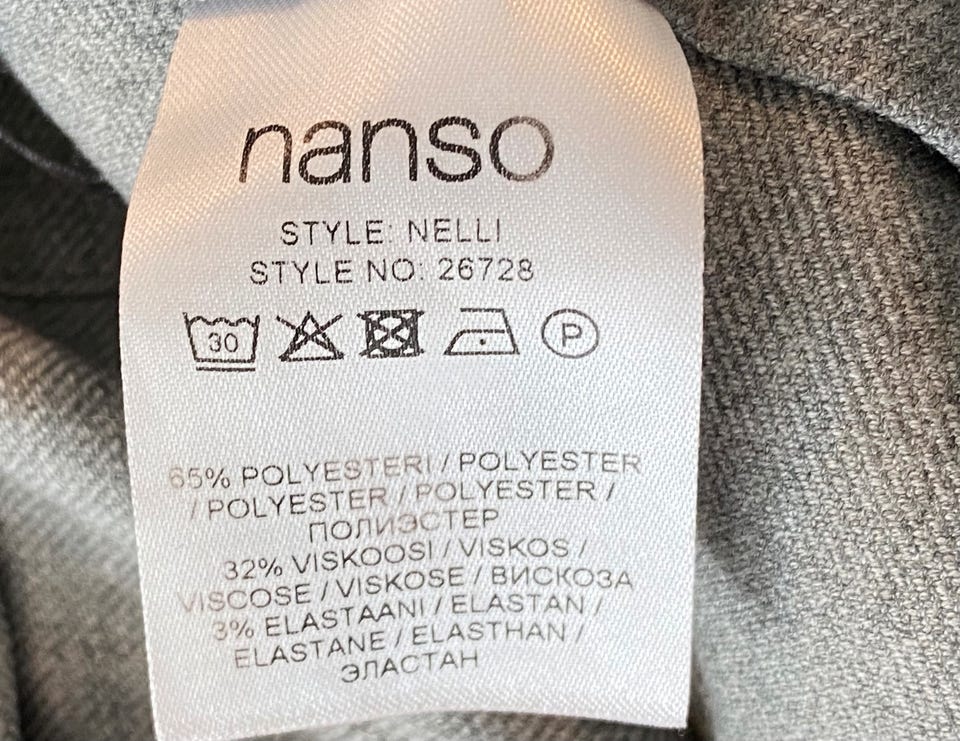 nanso
STYLE: NELLI
STYLE NO: 26728
30 P
65% POLYESTERI / POLYESTER
/ POLYESTER / POLYESTER /
ПОЛИЭСТЕР
32% VISKOOSI / VISKOS /
VISCOSE / VISKOSE / ВИСКОЗА
3% ELASTAANI / ELASTAN /
ELASTANE / ELASTHAN /
ЭЛАСТАН